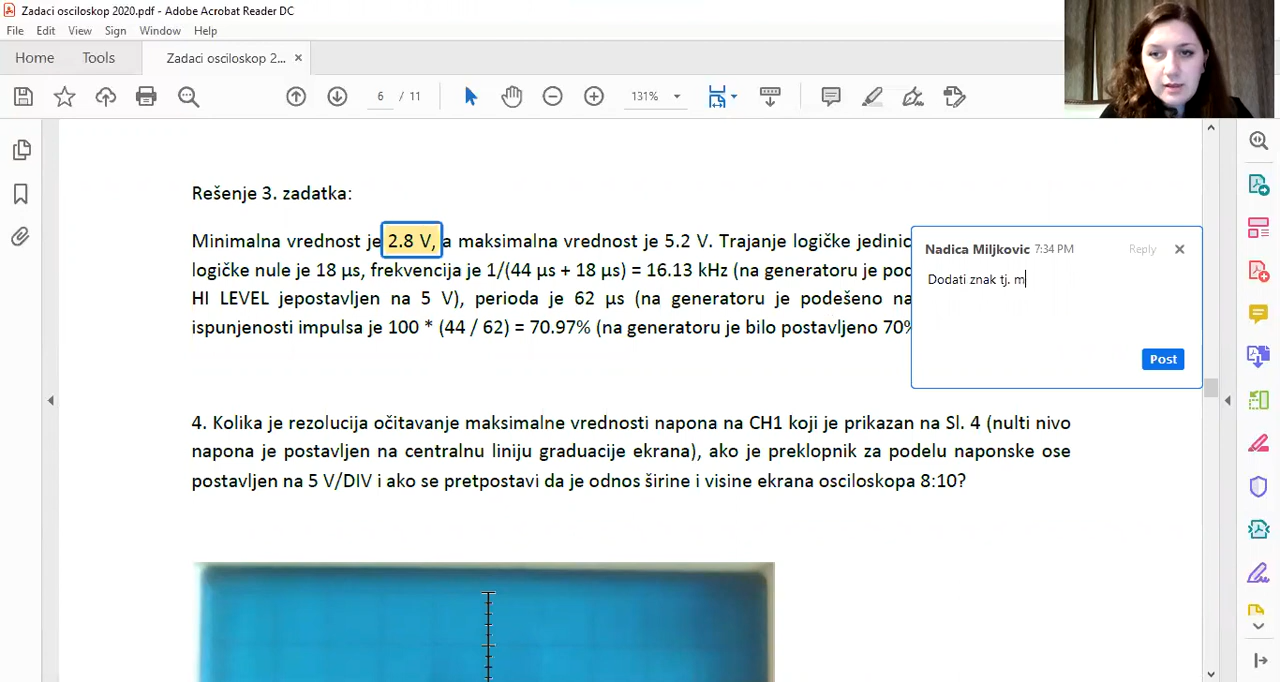 Zadaci osciloskop 2020.pdf - Adobe Acrobat Reader DC
File Edit View Sign Window Help
Home Tools Zadaci osciloskop 2... ×
6 / 11 131%
Rešenje 3. zadatka:
Minimalna vrednost je 2.8 V, a maksimalna vrednost je 5.2 V. Trajanje logičke jedinic
logičke nule je 18 µs, frekvencija je 1/(44 µs + 18 µs) = 16.13 kHz (na generatoru je pod
HI LEVEL jepostavljen na 5 V), perioda je 62 µs (na generatoru je podešeno na
ispunjenosti impulsa je 100 * (44 / 62) = 70.97% (na generatoru je bilo postavljeno 70%
Nadica Miljkovic 7:34 PM Reply
Dodati znak tj. m
Post
4. Kolika je rezolucija očitavanje maksimalne vrednosti napona na CH1 koji je prikazan na Sl. 4 (nulti nivo
napona je postavljen na centralnu liniju graduacije ekrana), ako je preklopnik za podelu naponske ose
postavljen na 5 V/DIV i ako se pretpostavi da je odnos širine i visine ekrana osciloskopa 8:10?